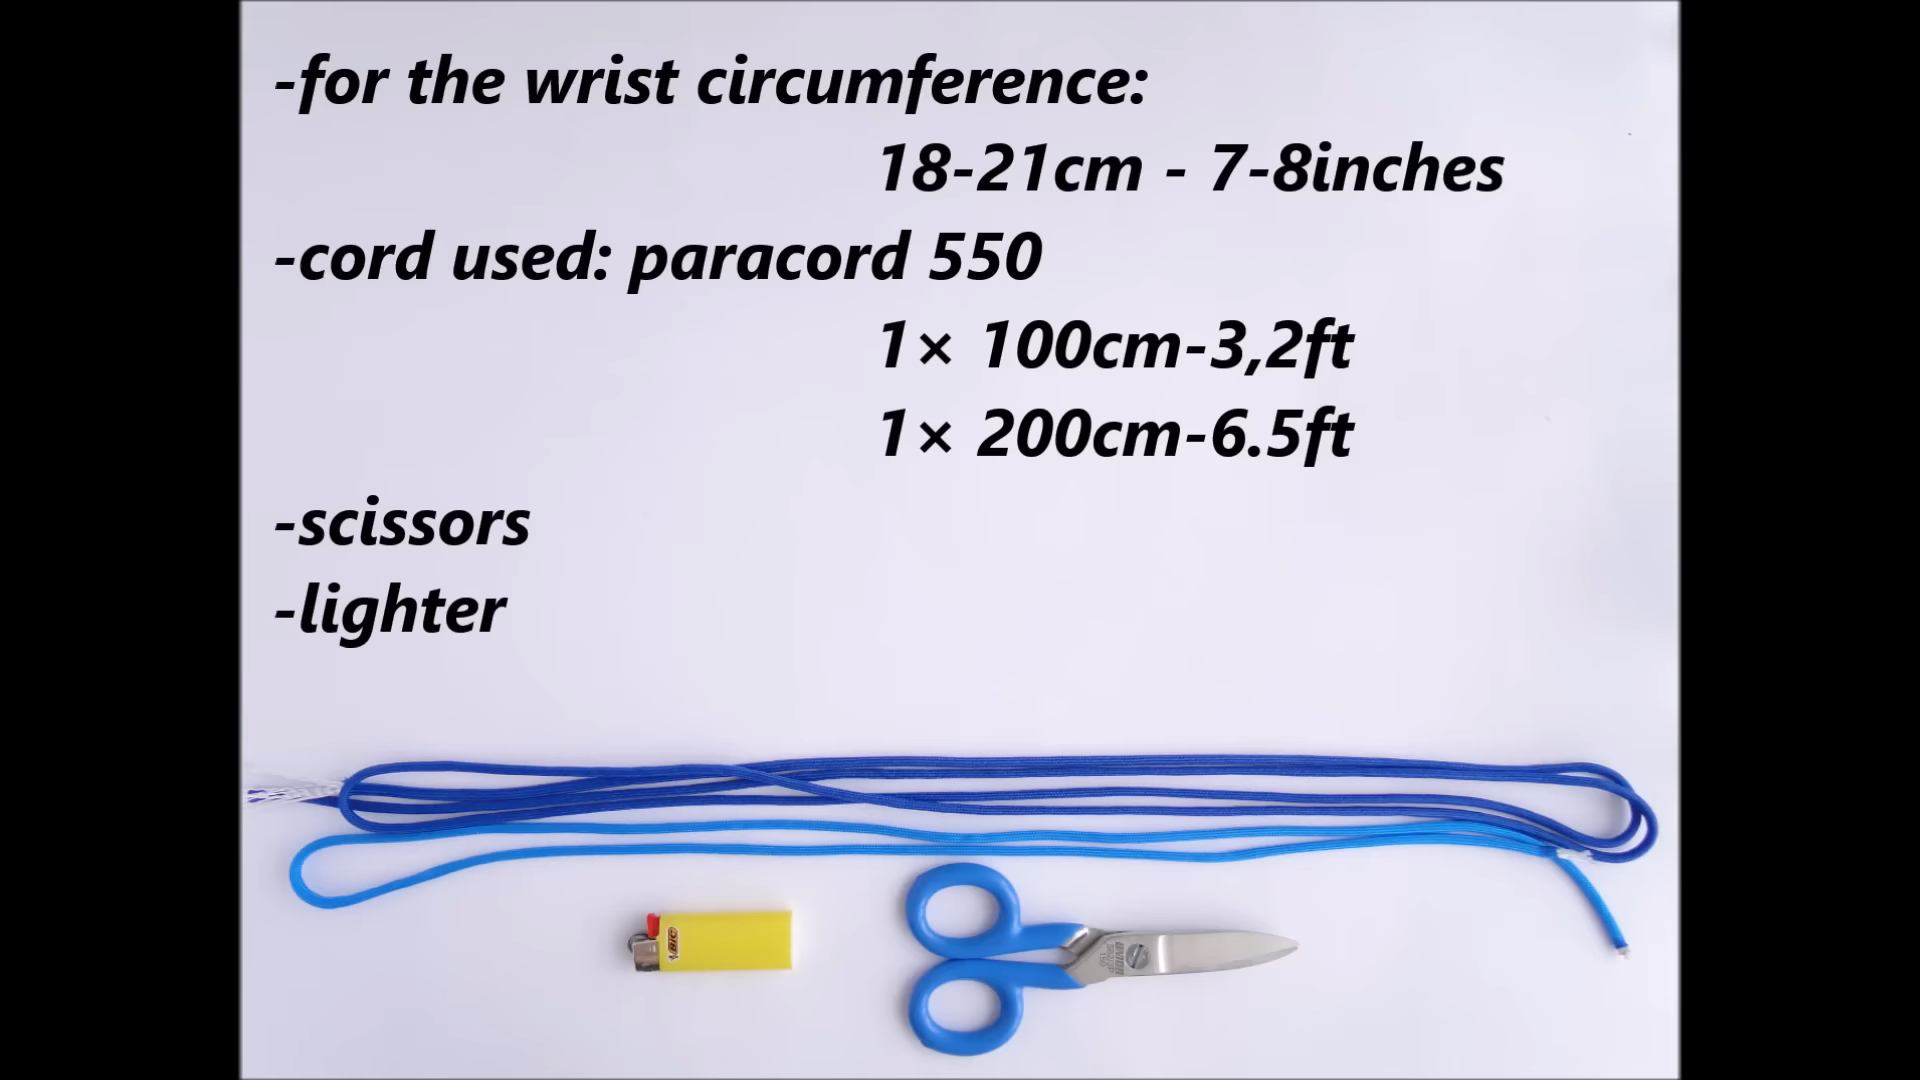 -for the wrist circumference:
18-21cm - 7-8inches
-cord used: paracord 550
1× 100cm-3,2ft
1× 200cm-6.5ft
-scissors
-lighter
BIC